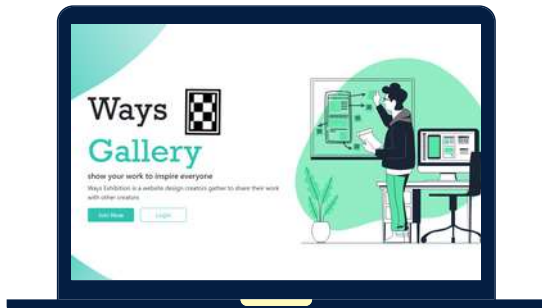 Ways
Gallery
show your work to inspire everyone
Ways Exhibition is a website design creators gather to share their work
with other creators
Join Now
Login